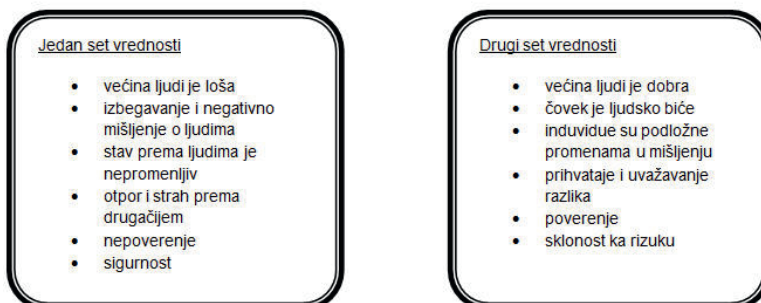 Jedan set vrednosti
• većina ljudi je loša
• izbegavanje i negativno
mišljenje o ljudima
• stav prema ljudima je
nepromenljiv
• otpor i strah prema
drugačijem
• nepoverenje
• sigurnost
Drugi set vrednosti
• većina ljudi je dobra
• čovek je ljudsko biće
• induvidue su podložne
promenama u mišljenju
• prihvataje i uvažavanje
razlika
• poverenje
• sklonost ka rizuku